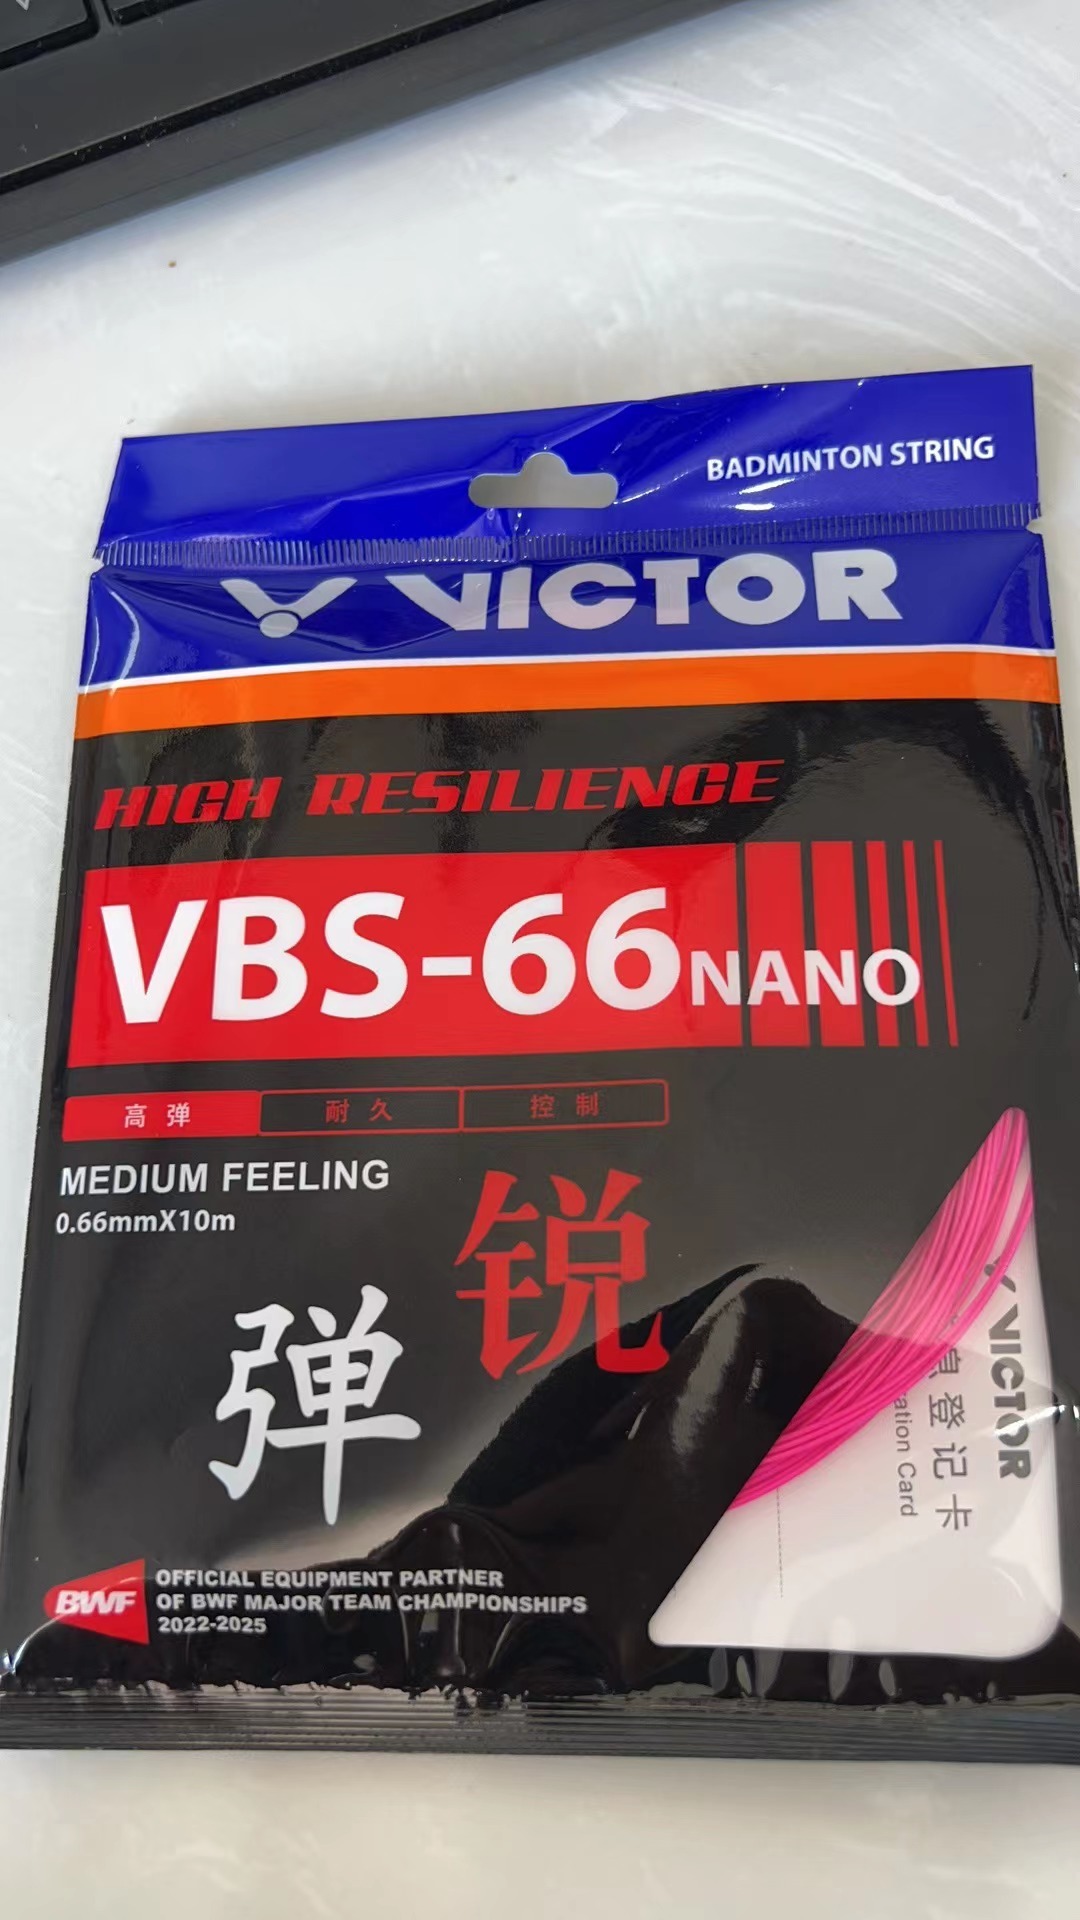 BADMINTON STRING
VICTOR
HIGH RESILIENCE
VBS-66NANO
高弹 耐久 控制
MEDIUM FEELING
0.66mmX10m
锐
弹
VICTOR
登记卡
Card
BWF
OFFICIAL EQUIPMENT PARTNER
OF BWF MAJOR TEAM CHAMPIONSHIPS
2022-2025